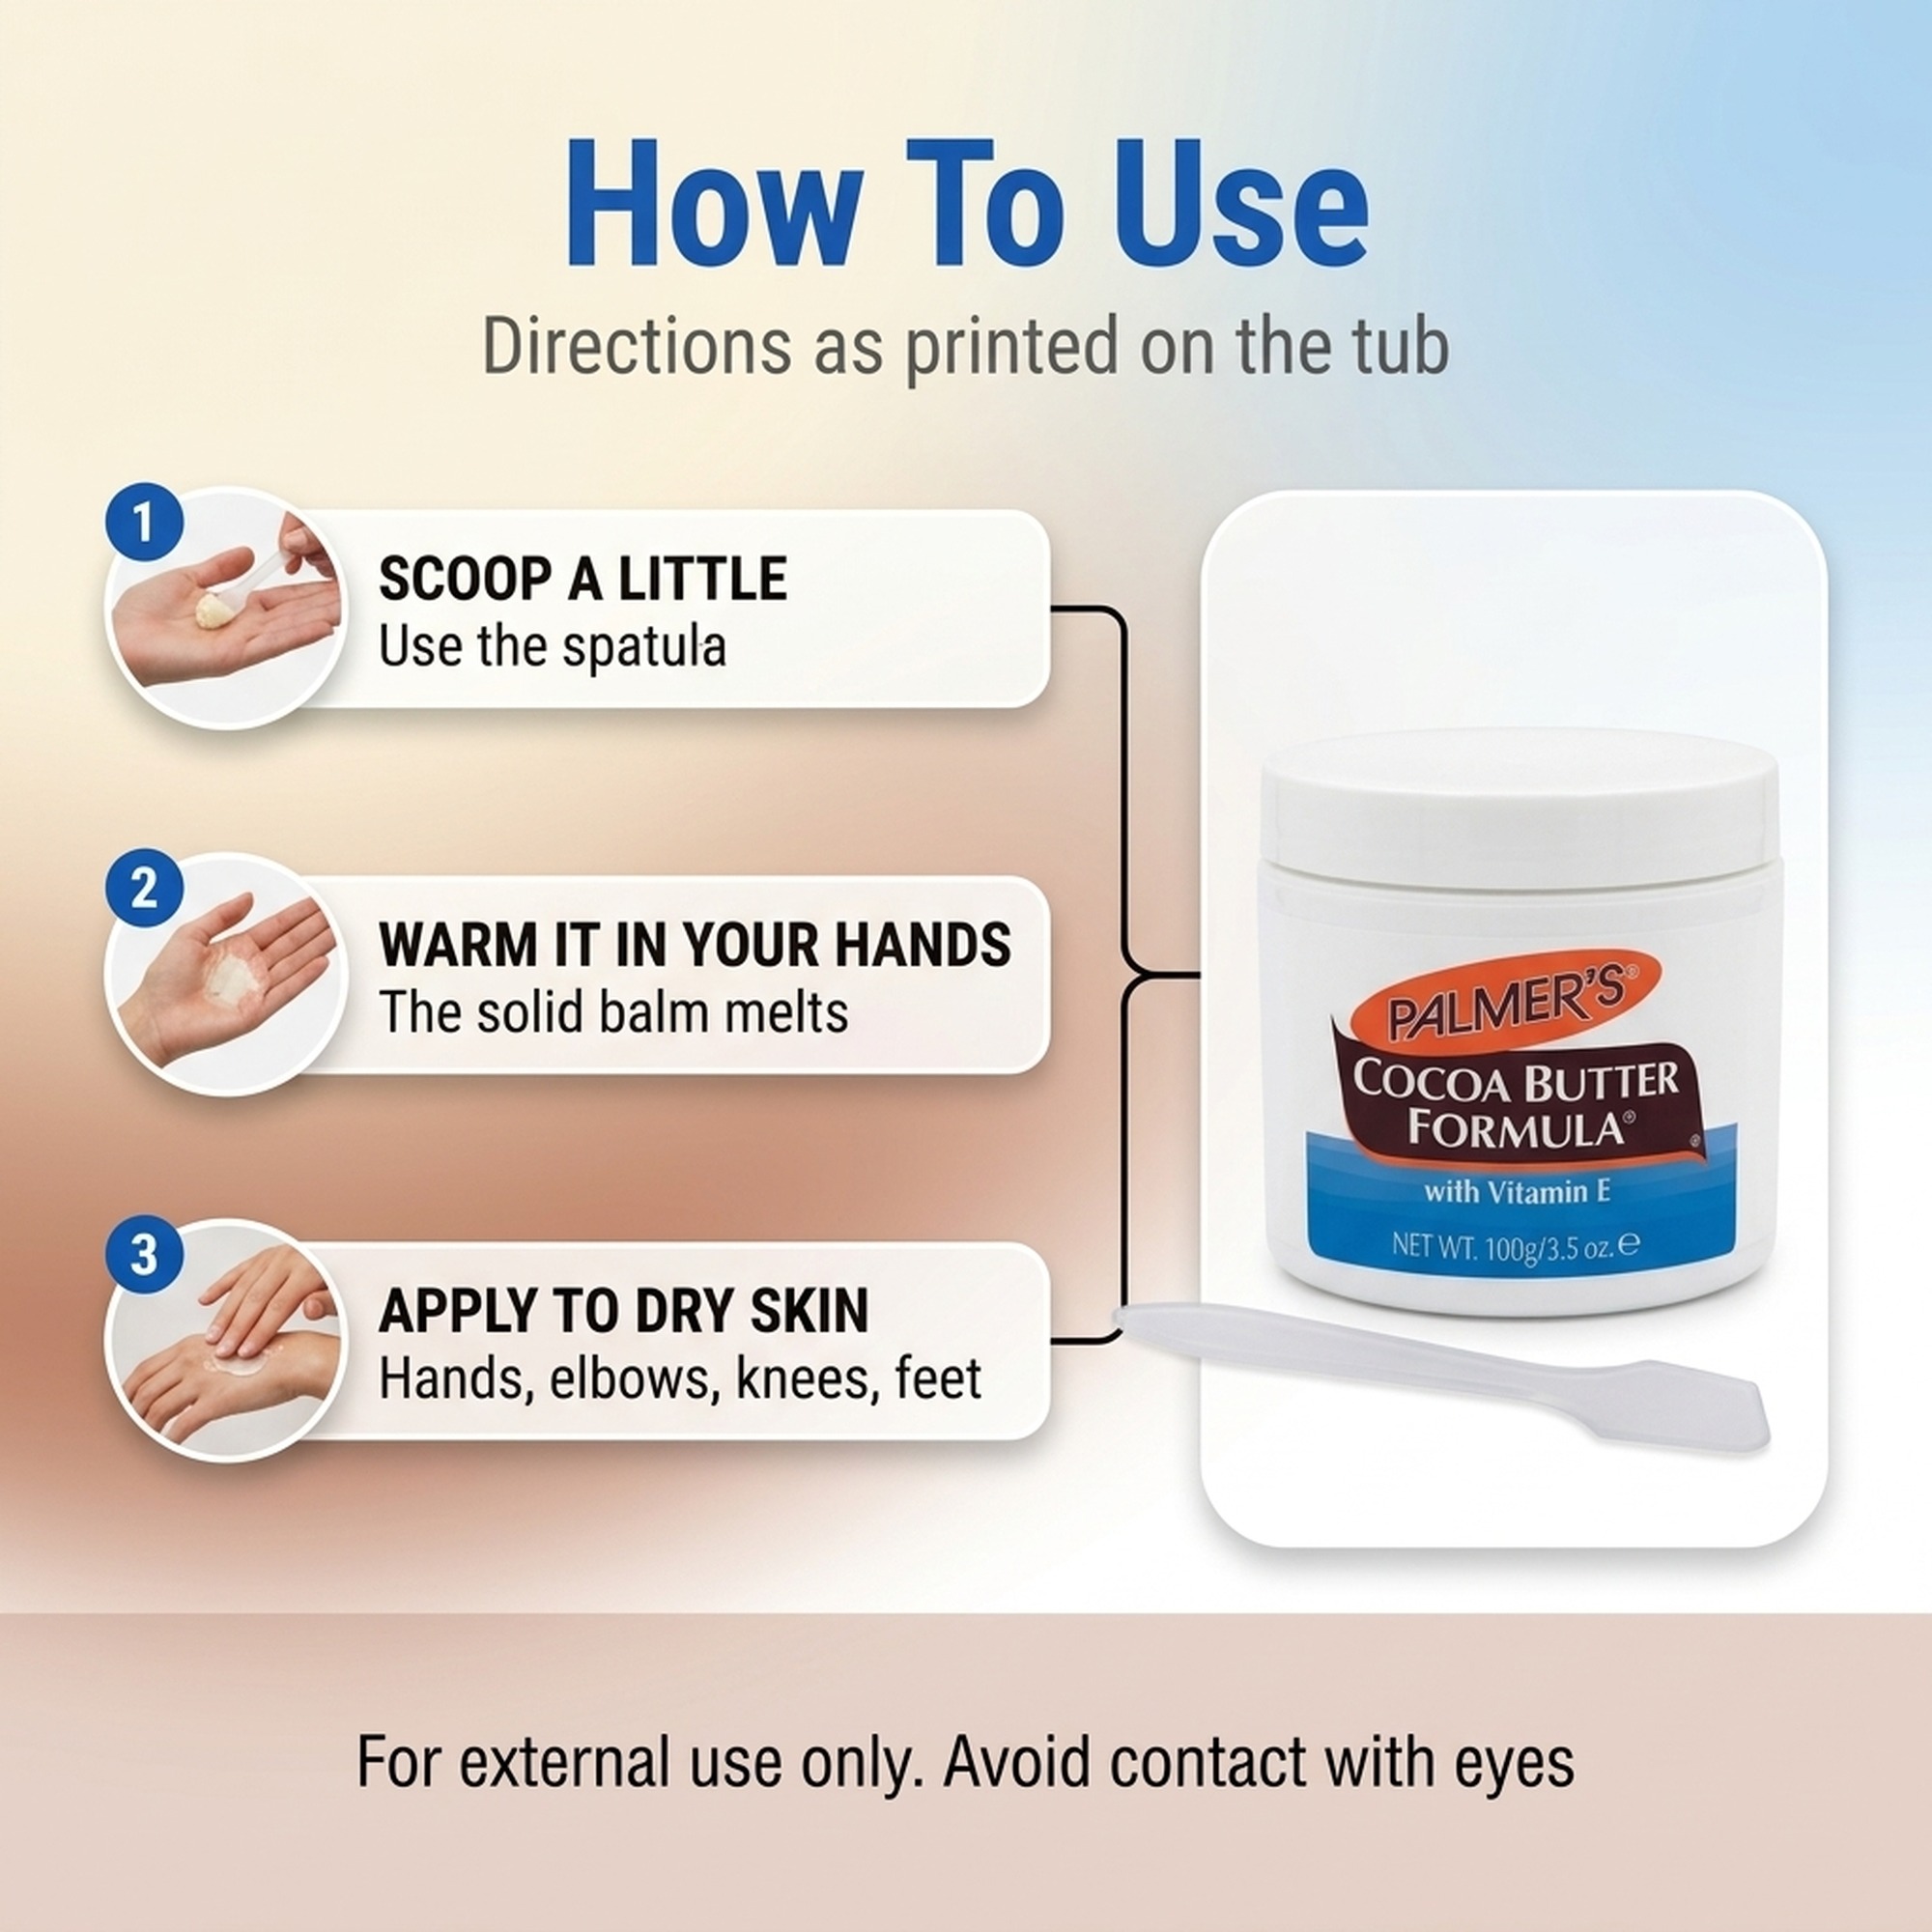 How To Use
Directions as printed on the tub
1
SCOOP A LITTLE
Use the spatula
2
WARM IT IN YOUR HANDS
The solid balm melts
3
APPLY TO DRY SKIN
Hands, elbows, knees, feet
PALMER'S®
COCOA BUTTER
FORMULA®
®
with Vitamin E
NET WT. 100g/3.5 oz. ℮
For external use only. Avoid contact with eyes